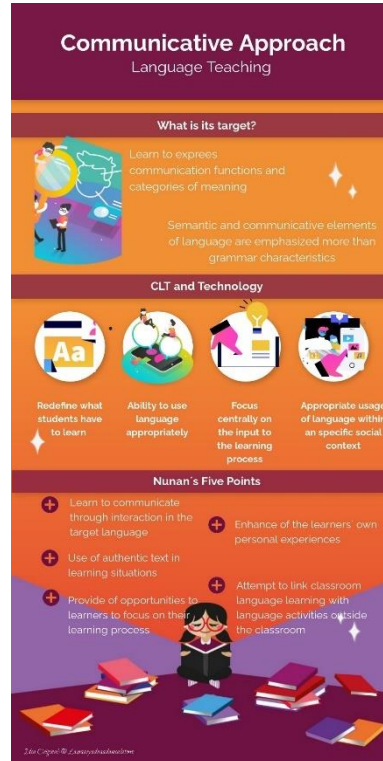 Communicative Approach
Language Teaching
What is its target?
Learn to exprees
communication functions and
categories of meaning
Semantic and communicative elements
of language are emphasized more than
grammar characteristics
CLT and Technology
Aa
Redefine what
students have
to learn
Ability to use
language
appropriately
Focus
centrally on
the input to
the learning
process
Appropriate usage
of language within
an specific social
context
Nunan´s Five Points
Learn to communicate
through interaction in the
target language
Use of authentic text in
learning situations
Provide of opportunities to
learners to focus on their
learning process
Enhance of the learners´ own
personal experiences
Attempt to link classroom
language learning with
language activities outside
the classroom